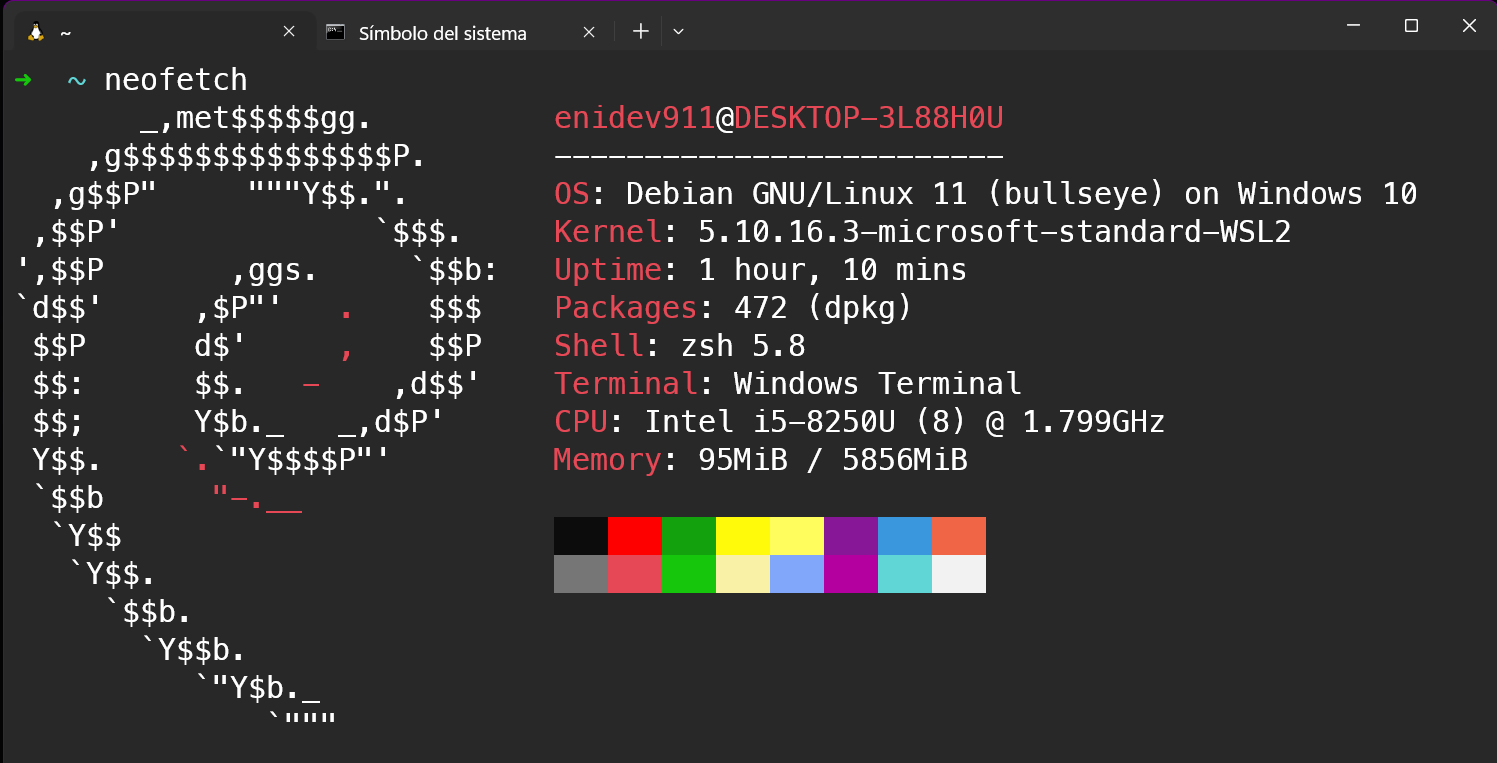 ~ Símbolo del sistema
➜ ~ neofetch
       _,met$$$$$gg.          enidev911@DESKTOP-3L88H0U
    ,g$$$$$$$$$$$$$$$P.       -------------------------
  ,g$$P"     """Y$$.".        OS: Debian GNU/Linux 11 (bullseye) on Windows 10
 ,$$P'              `$$$.     Kernel: 5.10.16.3-microsoft-standard-WSL2
',$$P       ,ggs.     `$$b:   Uptime: 1 hour, 10 mins
`d$$'     ,$P"'   .    $$$    Packages: 472 (dpkg)
 $$P      d$'     ,    $$P    Shell: zsh 5.8
 $$:      $$.   -    ,d$$'    Terminal: Windows Terminal
 $$;      Y$b._   _,d$P'      CPU: Intel i5-8250U (8) @ 1.799GHz
 Y$$.    `.`"Y$$$$P"'         Memory: 95MiB / 5856MiB
 `$$b      "-.__
  `Y$$
   `Y$$.
     `$$b.
       `Y$$b.
          `"Y$b._
              `"""